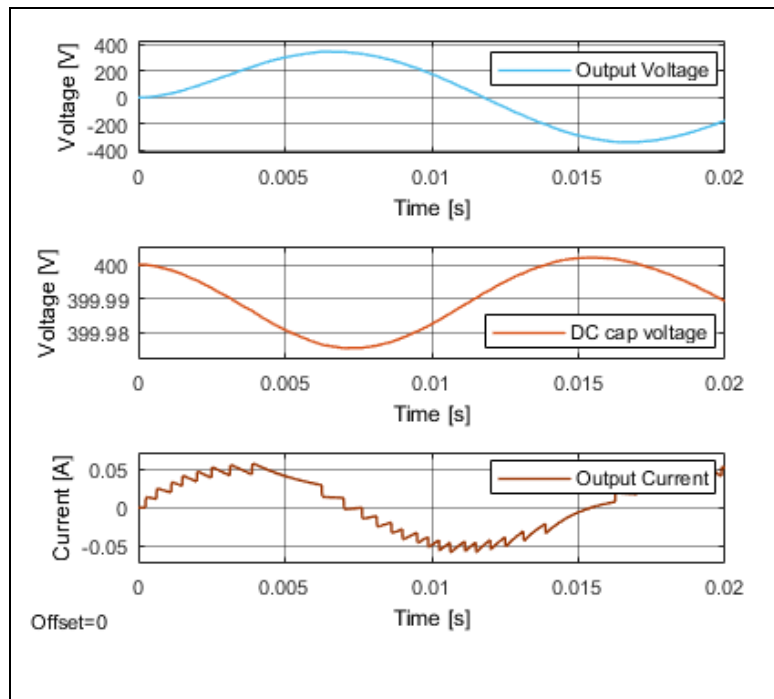 Voltage [V]
400
200
0
-200
-400
Output Voltage
0 0.005 0.01 0.015 0.02
Time [s]
Voltage [V]
400
399.99
399.98
DC cap voltage
0 0.005 0.01 0.015 0.02
Time [s]
Current [A]
0.05
0
-0.05
Output Current
0 0.005 0.01 0.015 0.02
Time [s]
Offset=0